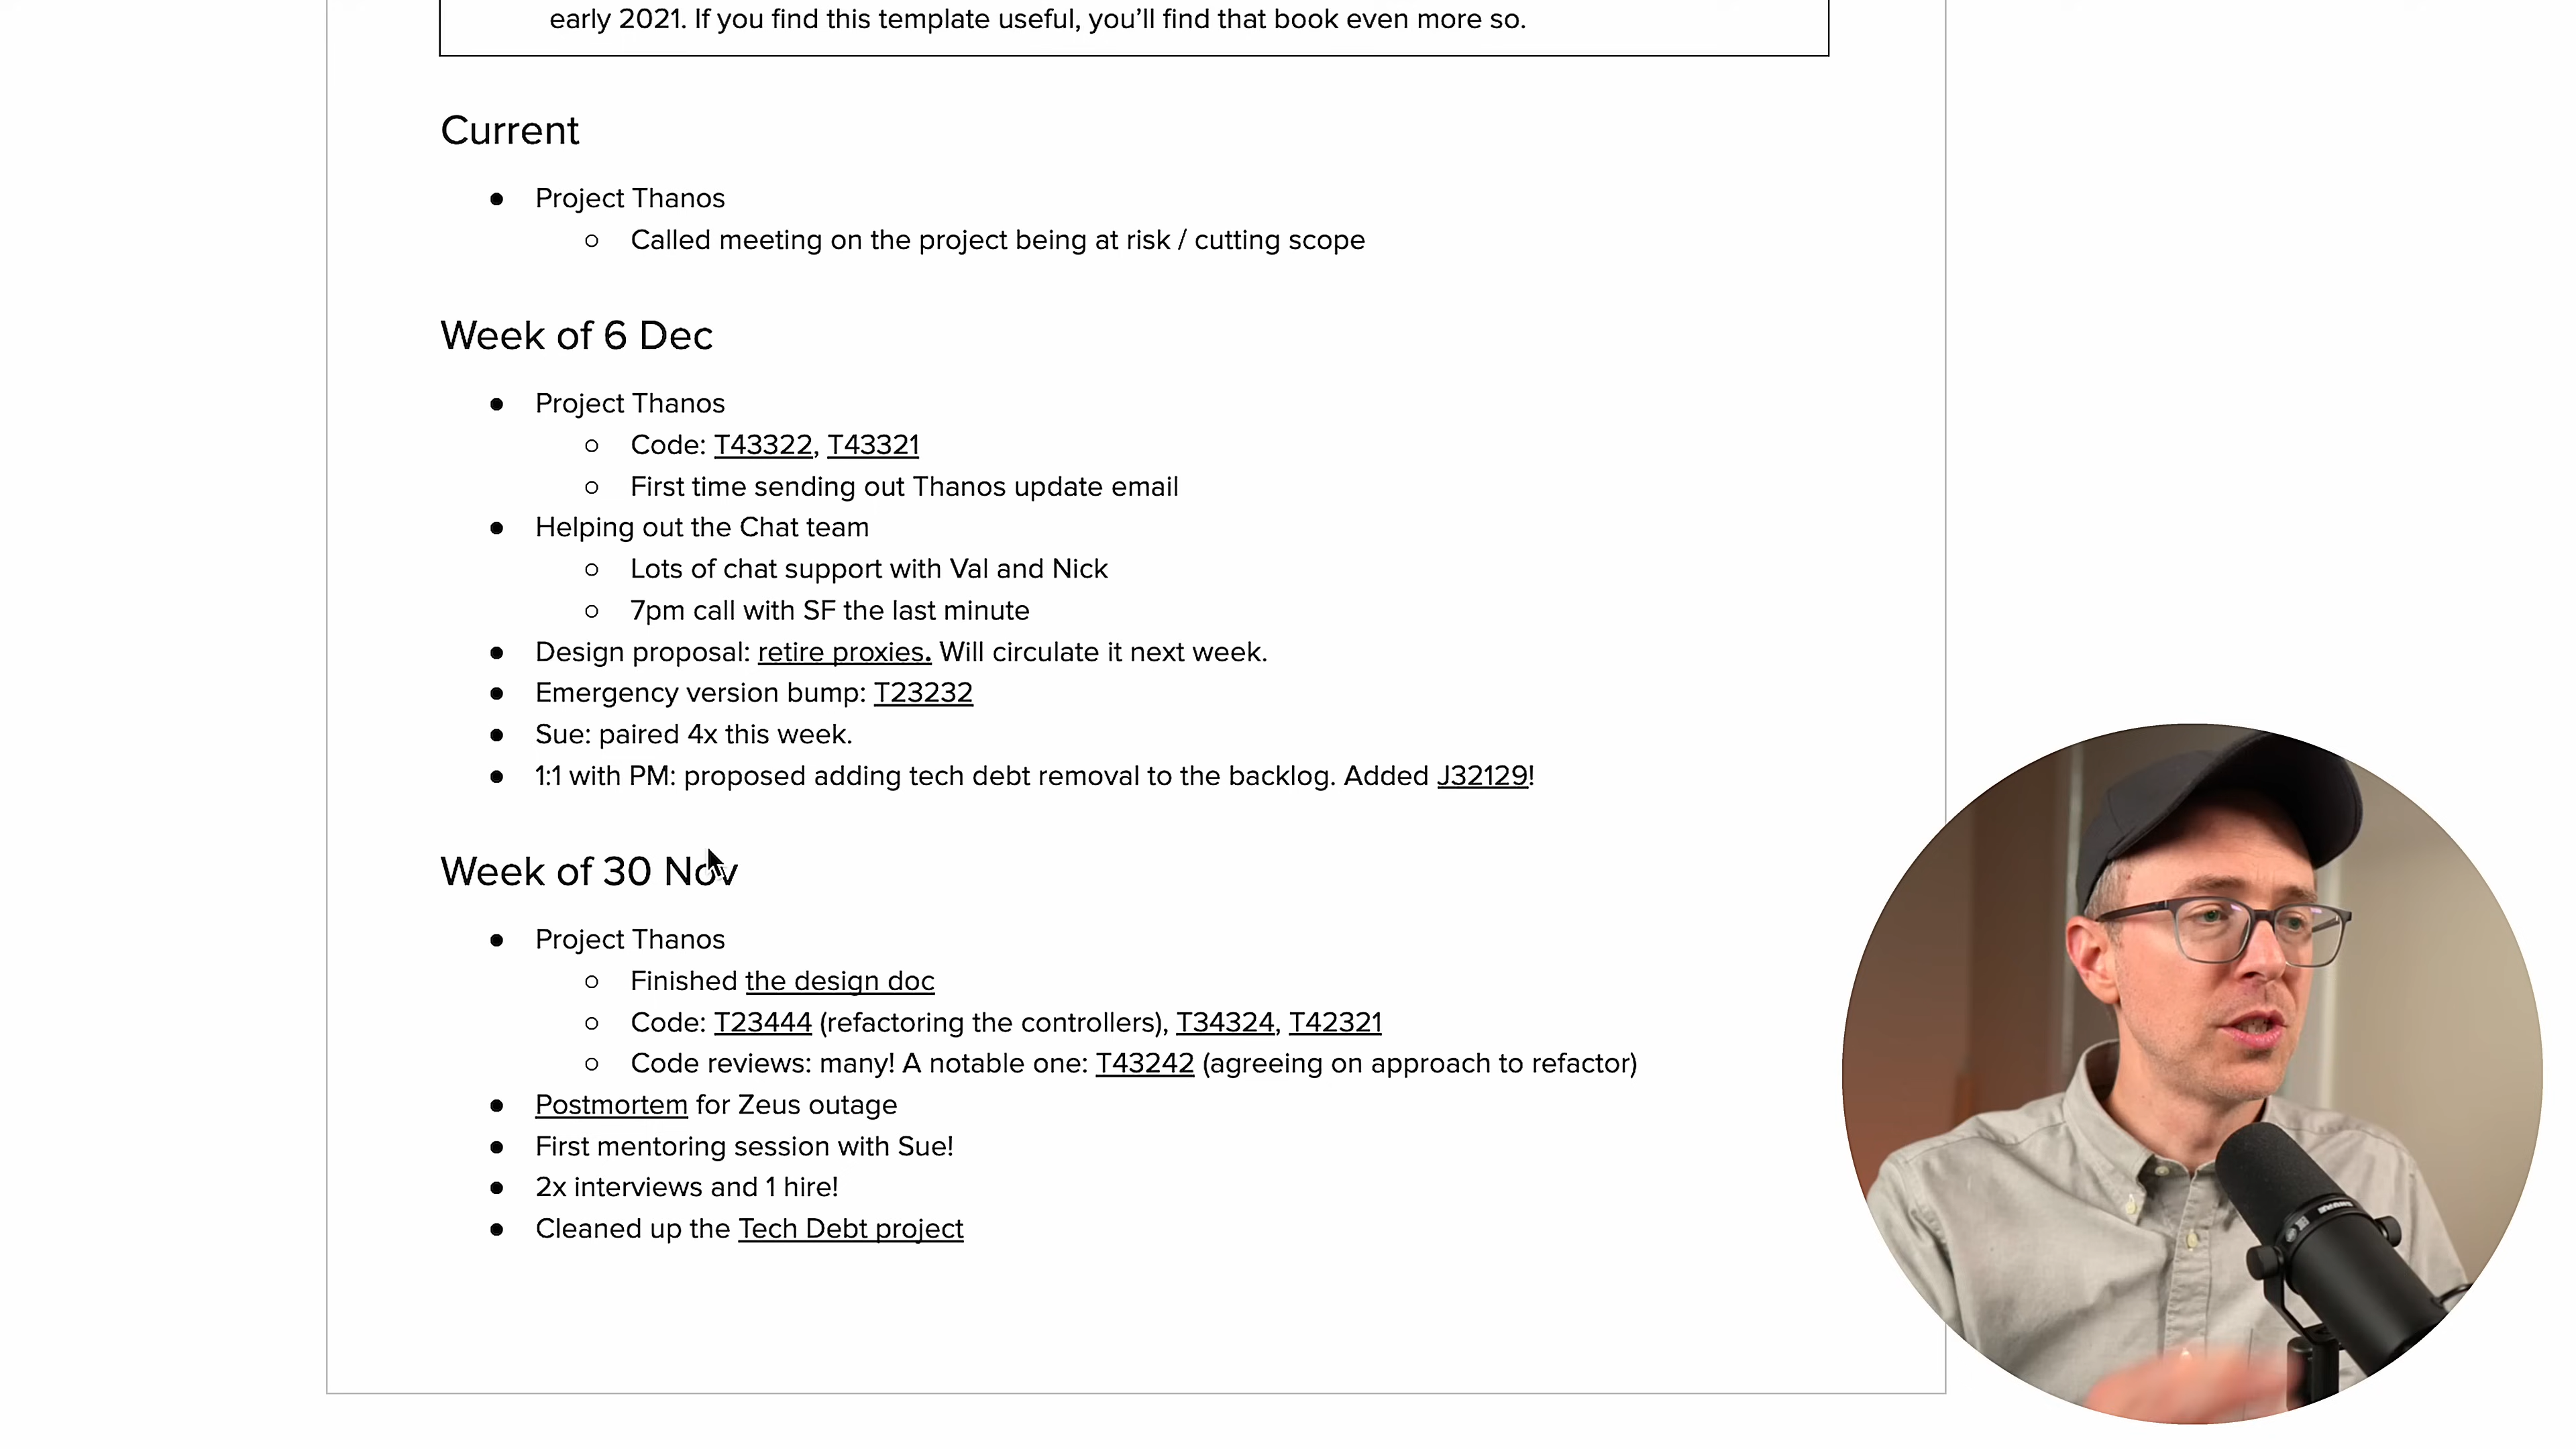 early 2021. If you find this template useful, you’ll find that book even more so.
Current
● Project Thanos
○ Called meeting on the project being at risk / cutting scope
Week of 6 Dec
● Project Thanos
○ Code: T43322, T43321
○ First time sending out Thanos update email
● Helping out the Chat team
○ Lots of chat support with Val and Nick
○ 7pm call with SF the last minute
● Design proposal: retire proxies. Will circulate it next week.
● Emergency version bump: T23232
● Sue: paired 4x this week.
● 1:1 with PM: proposed adding tech debt removal to the backlog. Added J32129!
Week of 30 Nov
● Project Thanos
○ Finished the design doc
○ Code: T23444 (refactoring the controllers), T34324, T42321
○ Code reviews: many! A notable one: T43242 (agreeing on approach to refactor)
● Postmortem for Zeus outage
● First mentoring session with Sue!
● 2x interviews and 1 hire!
● Cleaned up the Tech Debt project